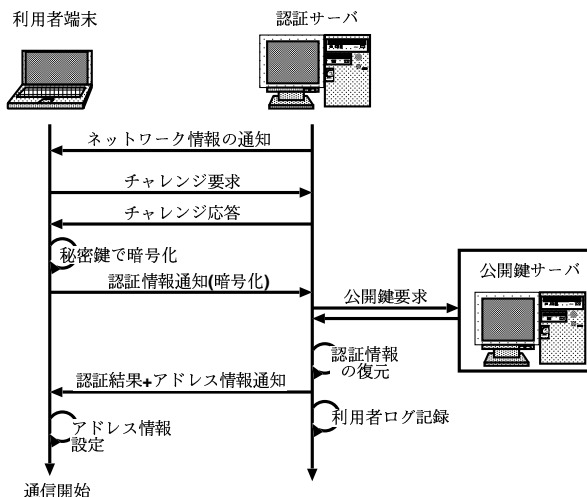 利用者端末
認証サーバ
ネットワーク情報の通知
チャレンジ要求
チャレンジ応答
秘密鍵で暗号化
認証情報通知(暗号化)
公開鍵サーバ
公開鍵要求
認証情報
の復元
認証結果+アドレス情報通知
利用者ログ記録
アドレス情報
設定
通信開始